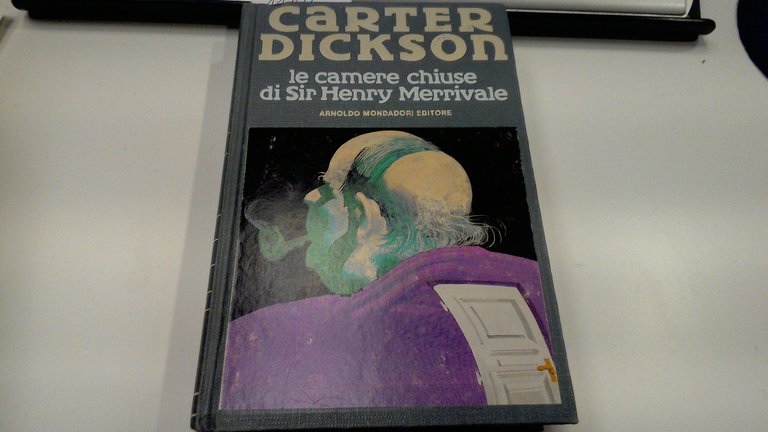 CARTER
DICKSON
le camere chiuse
di Sir Henry Merrivale
ARNOLDO MONDADORI EDITORE